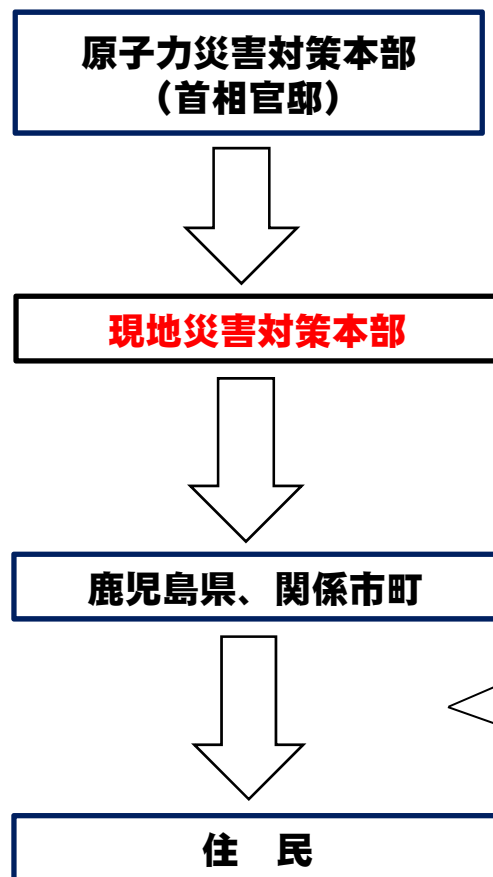 原子力災害対策本部
（首相官邸）
現地災害対策本部
鹿児島県、関係市町
住　民